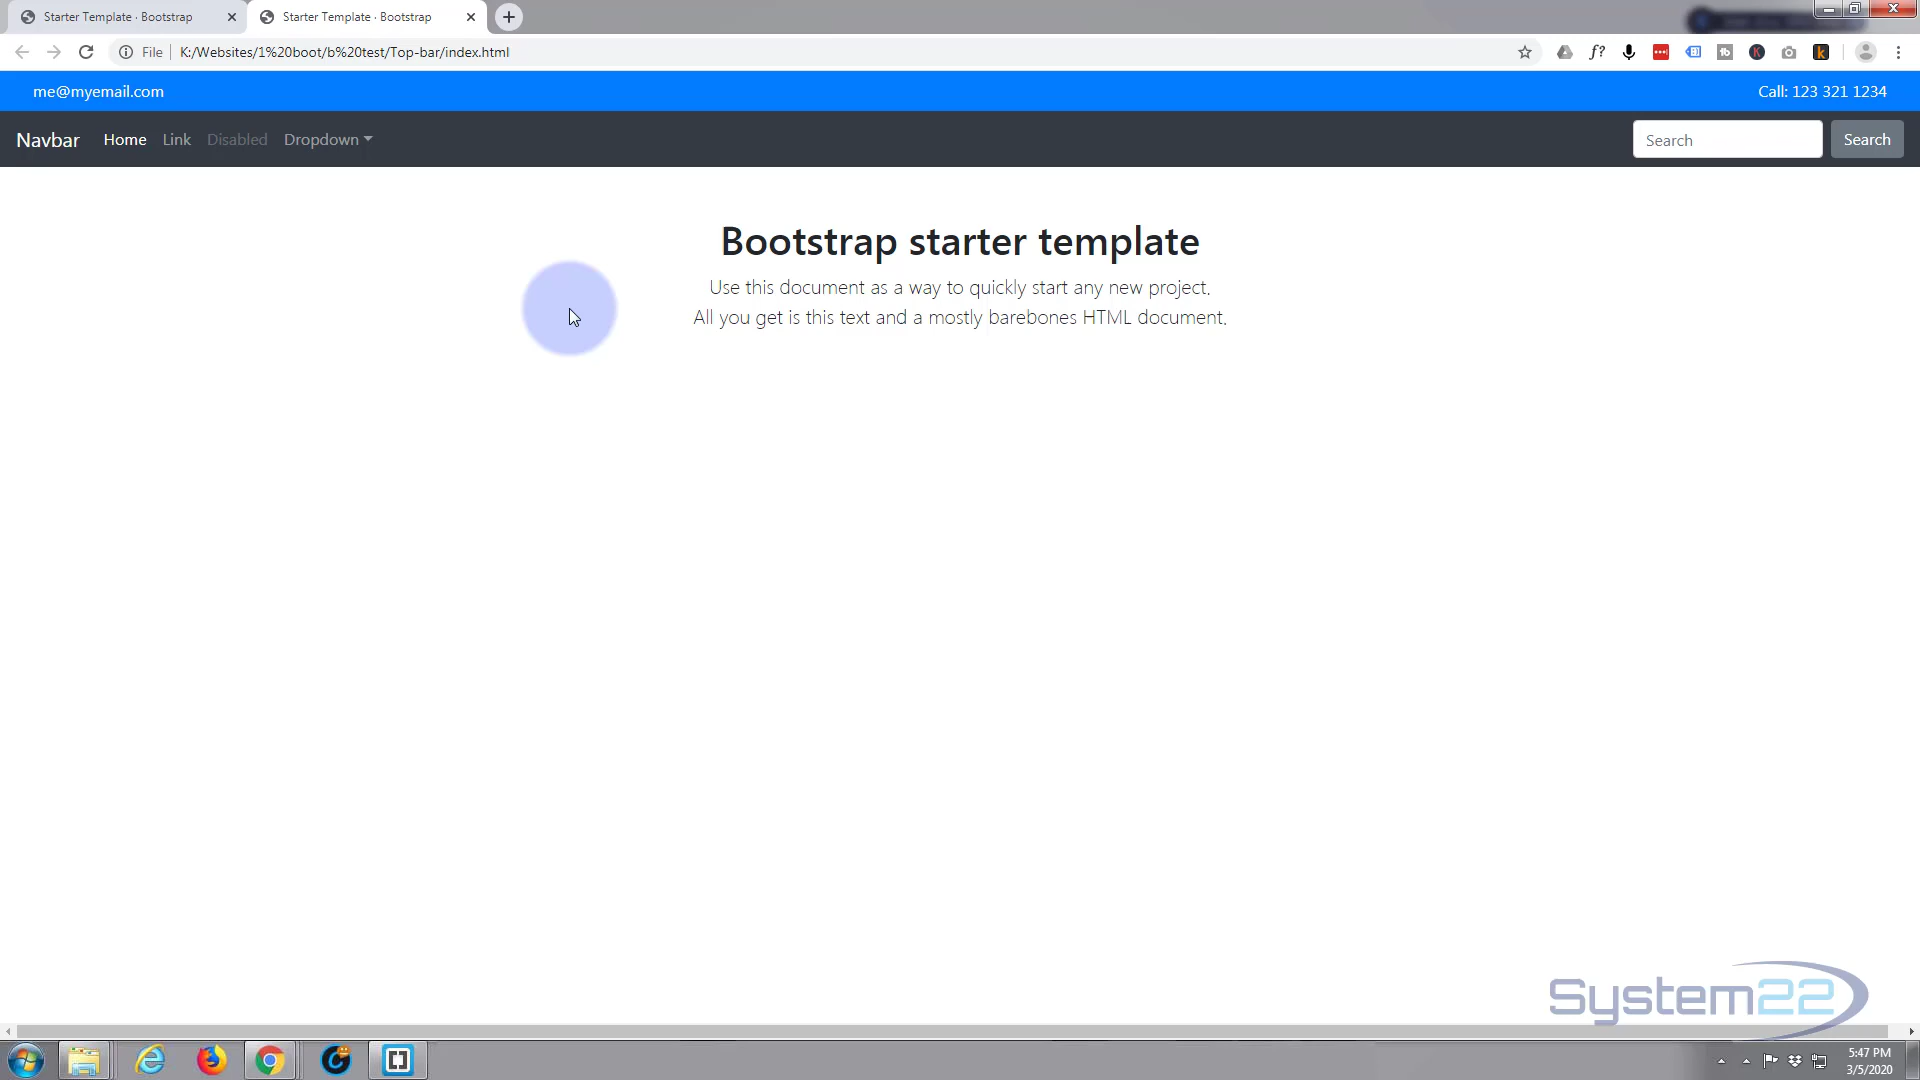 Starter Template · Bootstrap
Starter Template · Bootstrap
File
K:/Websites/1%20boot/b%20test/Top-bar/index.html
f?
tb
K
k
me@myemail.com
Call: 123 321 1234
Navbar
Home
Link
Disabled
Dropdown
Search
Search
Bootstrap starter template
Use this document as a way to quickly start any new project.
All you get is this text and a mostly barebones HTML document.
System22
5:47 PM
3/5/2020